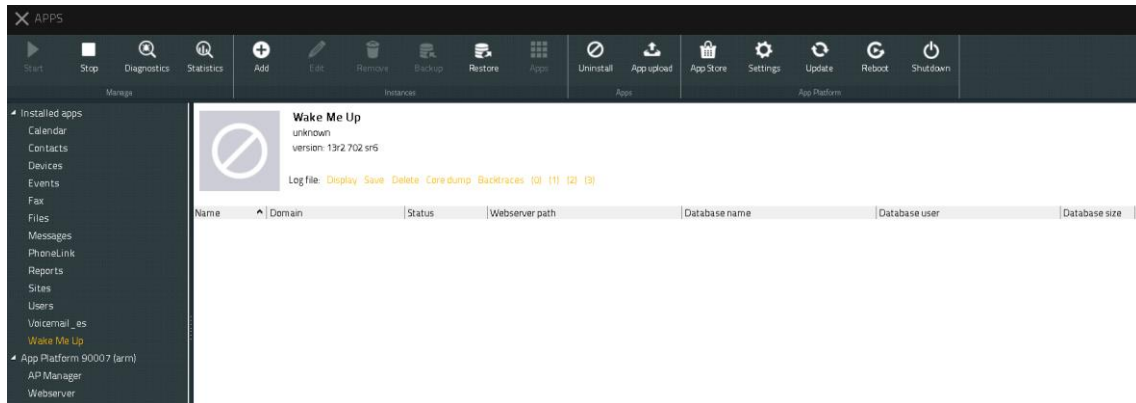 APPS
Start Stop Diagnostics Statistics Add Edit Remove Backup Restore Apps Uninstall App upload App Store Settings Update Reboot Shutdown
Manage Instances Apps App Platform
Installed apps
Calendar
Contacts
Devices
Events
Fax
Files
Messages
PhoneLink
Reports
Sites
Users
Voicemail_es
Wake Me Up
App Platform 90007 (arm)
AP Manager
Webserver
Wake Me Up
unknown
version: 13r2 702 sr6
Log file: Display Save Delete Core dump Backtraces (0) (1) (2) (3)
Name Domain Status Webserver path Database name Database user Database size